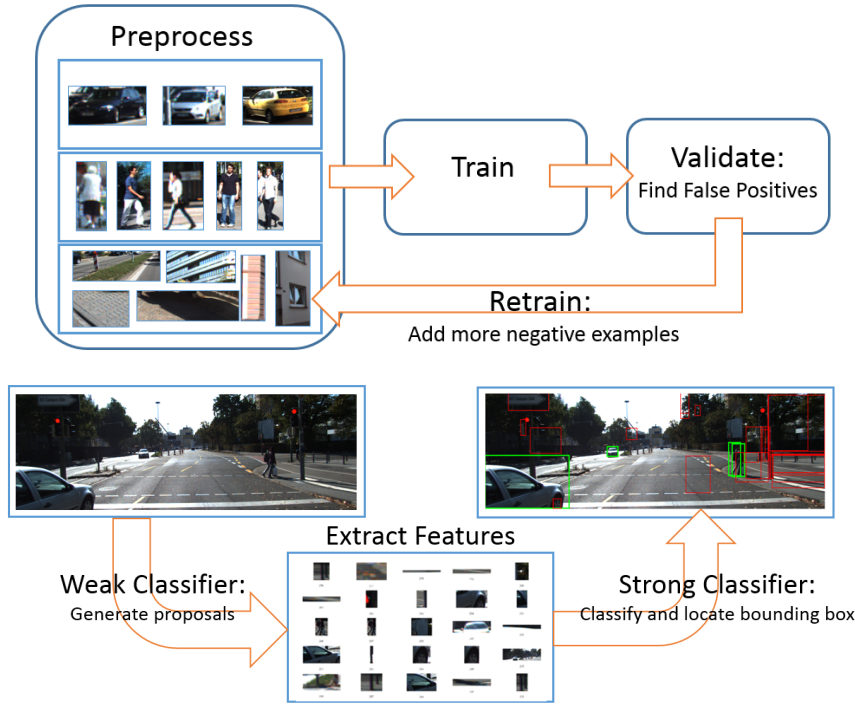 Preprocess
Train
Validate:
Find False Positives
Retrain:
Add more negative examples
Extract Features
Weak Classifier:
Generate proposals
Strong Classifier:
Classify and locate bounding box